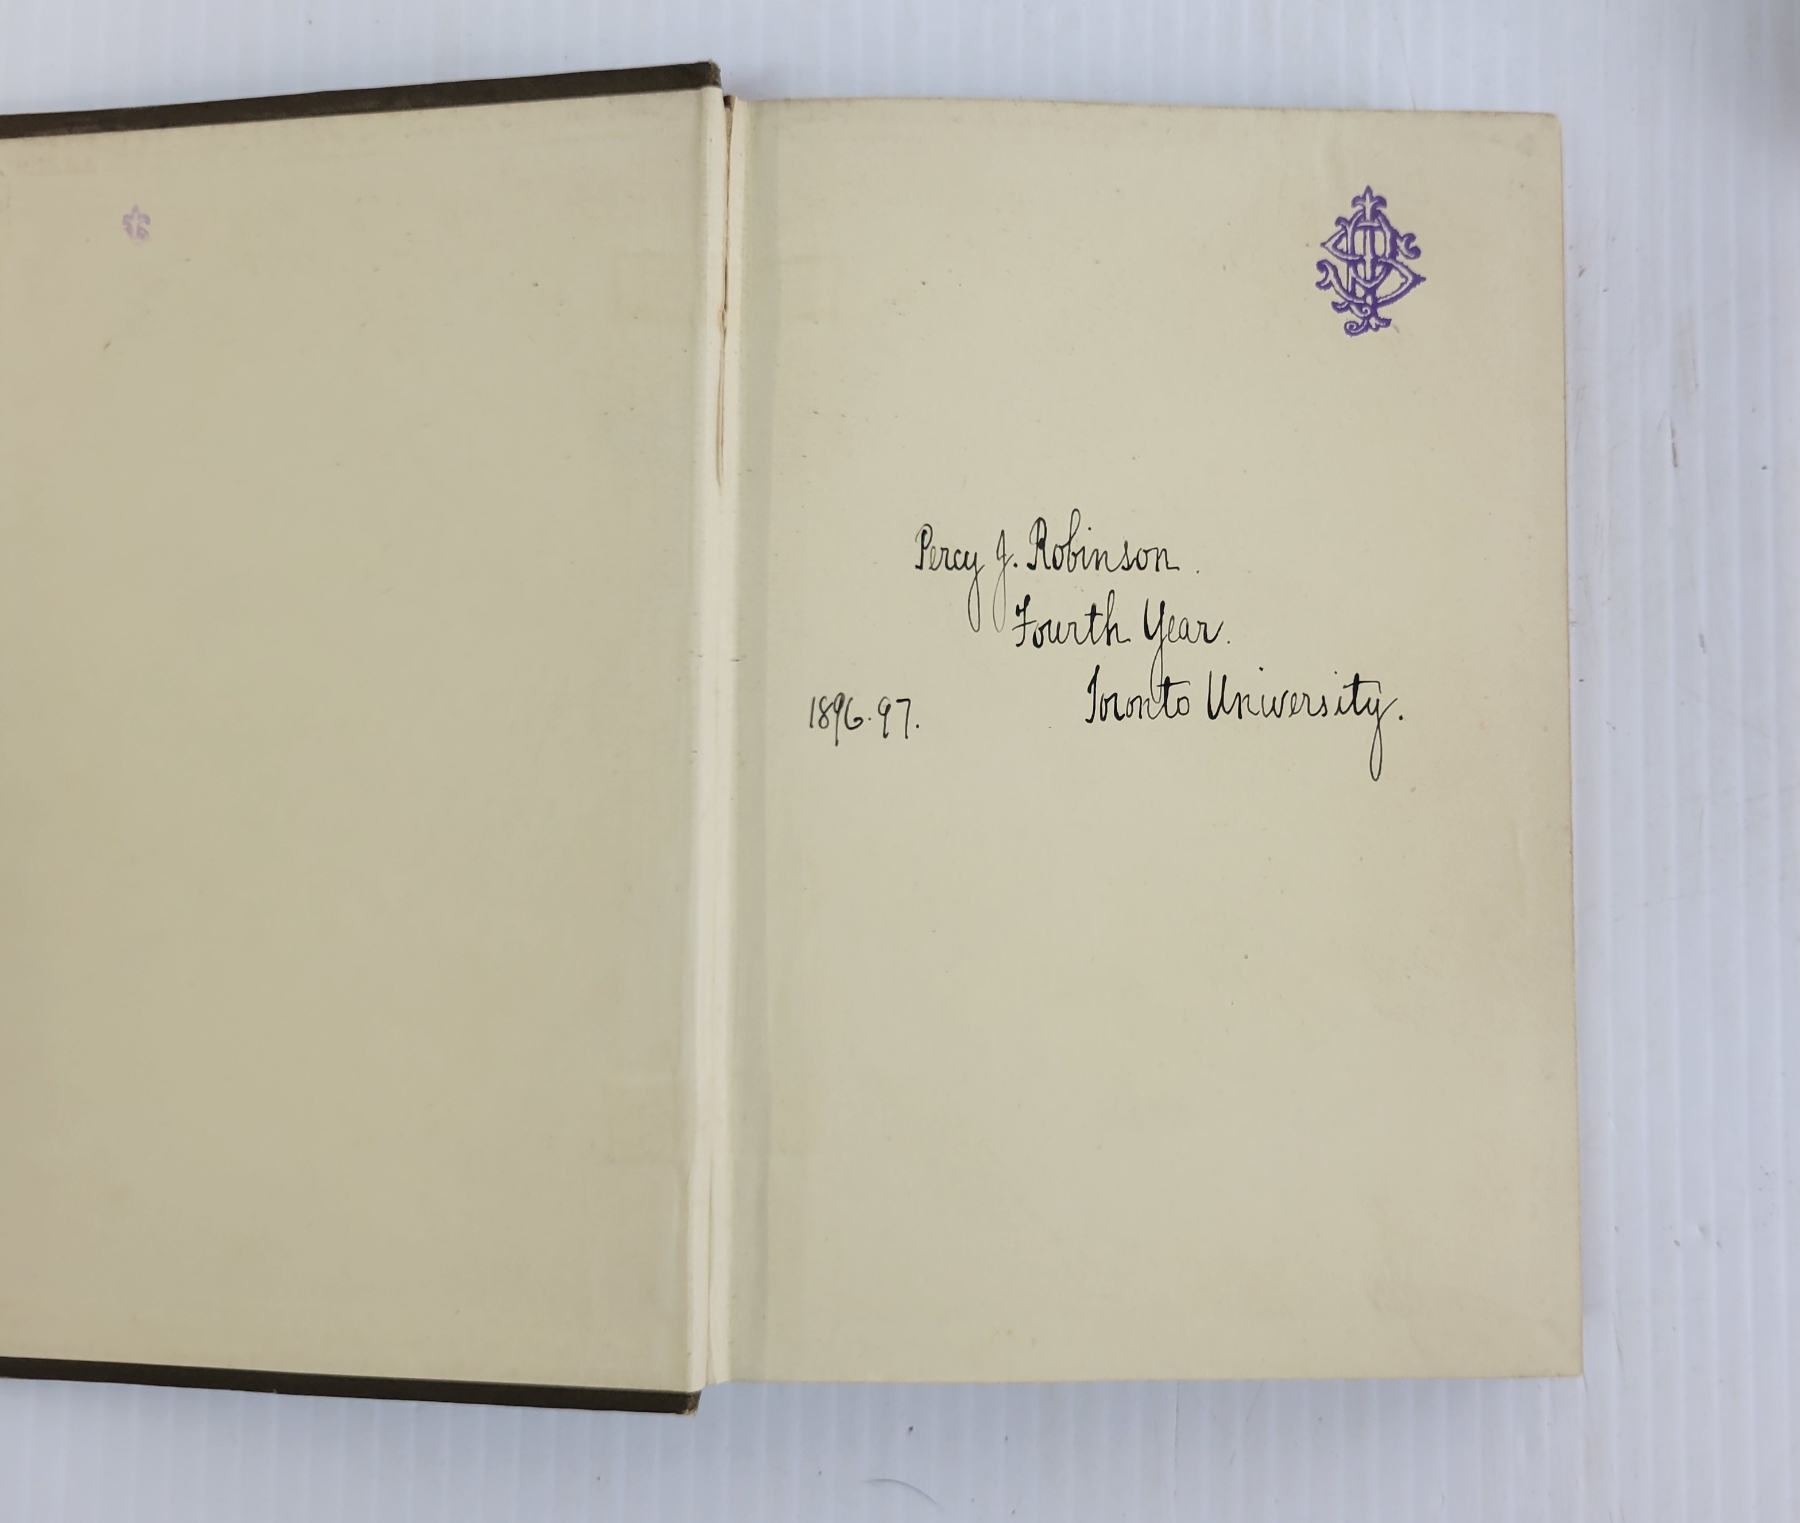 Percy J. Robinson.
Fourth Year.
Toronto University.
1896-97.